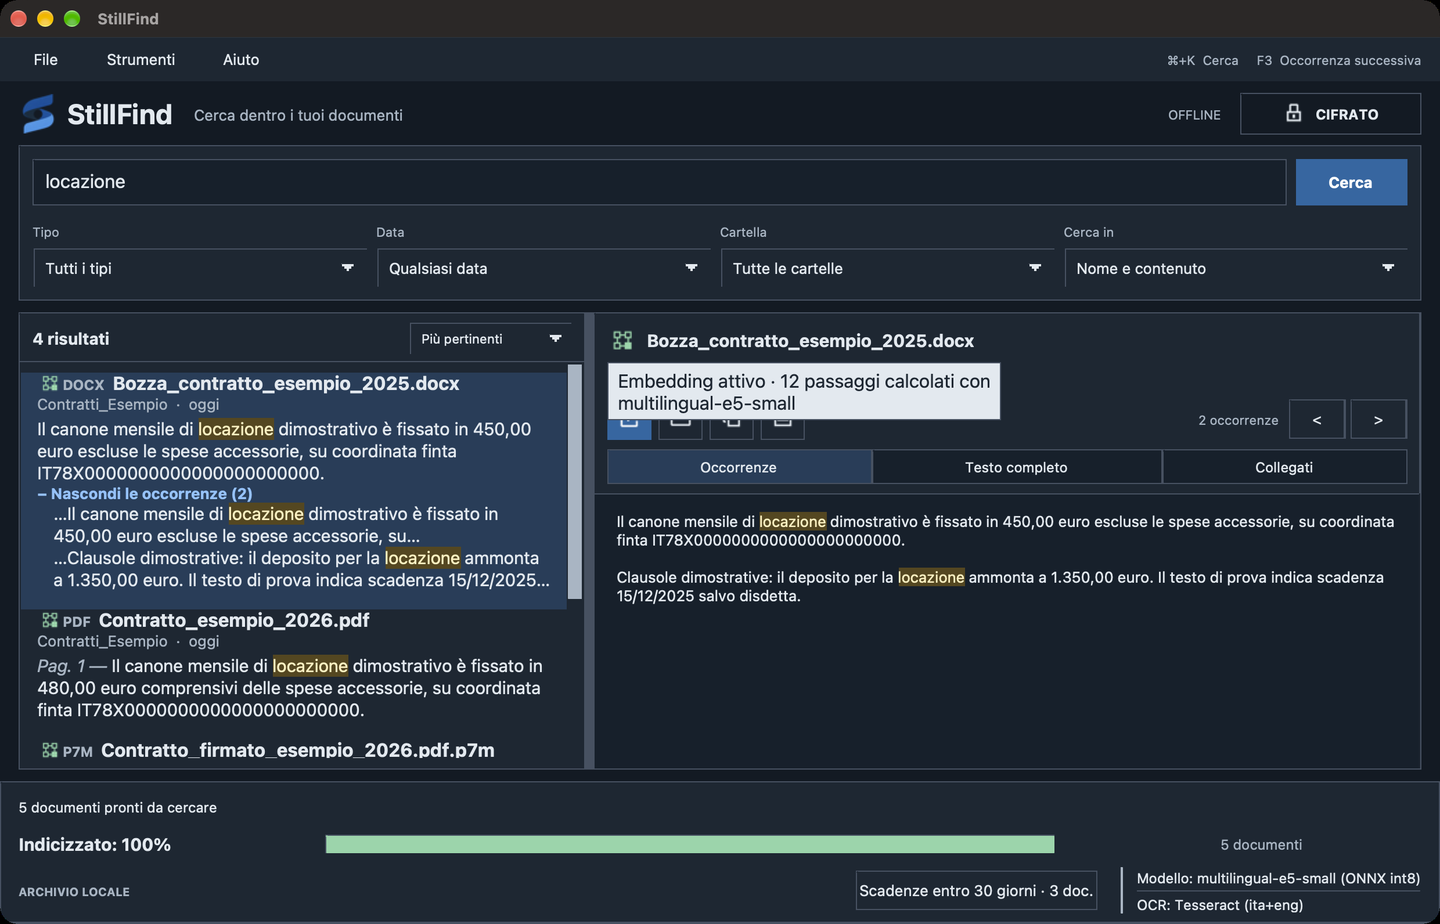 StillFind
File Strumenti Aiuto ⌘+K Cerca F3 Occorrenza successiva
StillFind Cerca dentro i tuoi documenti OFFLINE CIFRATO
locazione Cerca
Tipo Data Cartella Cerca in
Tutti i tipi Qualsiasi data Tutte le cartelle Nome e contenuto
4 risultati Più pertinenti
DOCX Bozza_contratto_esempio_2025.docx
Contratti_Esempio · oggi
Il canone mensile di locazione dimostrativo è fissato in 450,00
euro escluse le spese accessorie, su coordinata finta
IT78X0000000000000000000000.
– Nascondi le occorrenze (2)
...Il canone mensile di locazione dimostrativo è fissato in
450,00 euro escluse le spese accessorie, su...
...Clausole dimostrative: il deposito per la locazione ammonta
a 1.350,00 euro. Il testo di prova indica scadenza 15/12/2025...
PDF Contratto_esempio_2026.pdf
Contratti_Esempio · oggi
Pag. 1 — Il canone mensile di locazione dimostrativo è fissato in
480,00 euro comprensivi delle spese accessorie, su coordinata
finta IT78X0000000000000000000000.
P7M Contratto_firmato_esempio_2026.pdf.p7m
Bozza_contratto_esempio_2025.docx
Embedding attivo · 12 passaggi calcolati con
multilingual-e5-small
2 occorrenze < >
Occorrenze Testo completo Collegati
Il canone mensile di locazione dimostrativo è fissato in 450,00 euro escluse le spese accessorie, su coordinata
finta IT78X0000000000000000000000.
Clausole dimostrative: il deposito per la locazione ammonta a 1.350,00 euro. Il testo di prova indica scadenza
15/12/2025 salvo disdetta.
5 documenti pronti da cercare
Indicizzato: 100% 5 documenti
ARCHIVIO LOCALE Scadenze entro 30 giorni · 3 doc.
Modello: multilingual-e5-small (ONNX int8)
OCR: Tesseract (ita+eng)